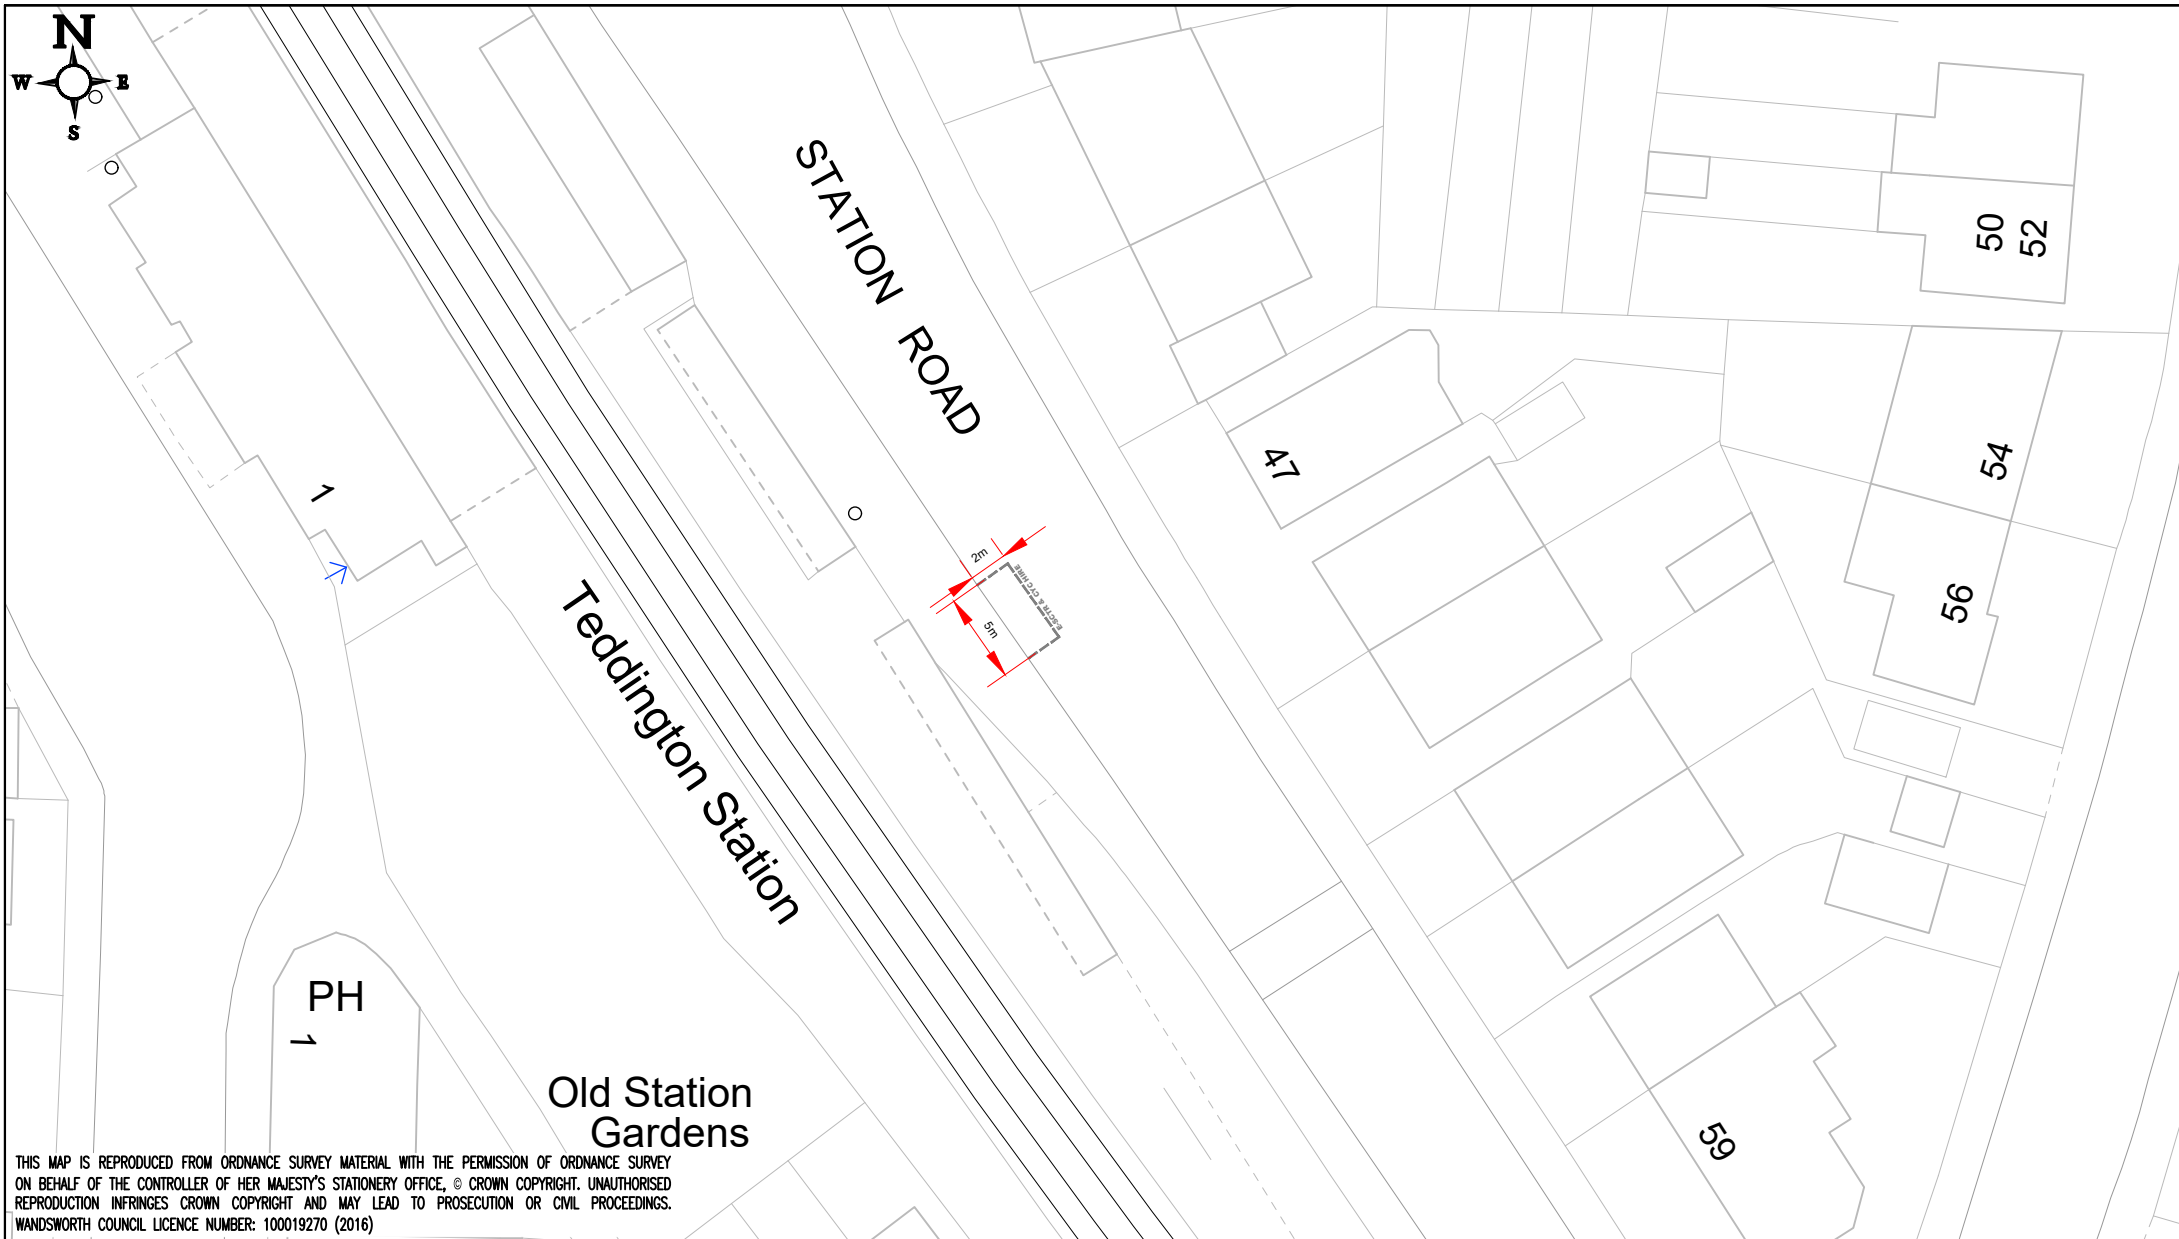 N
W E
S
STATION ROAD
50
52
47
54
1
2m
E-SCTR & CYC HIRE
5m
56
Teddington Station
PH
1
Old Station
Gardens
59
THIS MAP IS REPRODUCED FROM ORDNANCE SURVEY MATERIAL WITH THE PERMISSION OF ORDNANCE SURVEY
ON BEHALF OF THE CONTROLLER OF HER MAJESTY'S STATIONERY OFFICE, © CROWN COPYRIGHT. UNAUTHORISED
REPRODUCTION INFRINGES CROWN COPYRIGHT AND MAY LEAD TO PROSECUTION OR CIVIL PROCEEDINGS.
WANDSWORTH COUNCIL LICENCE NUMBER: 100019270 (2016)